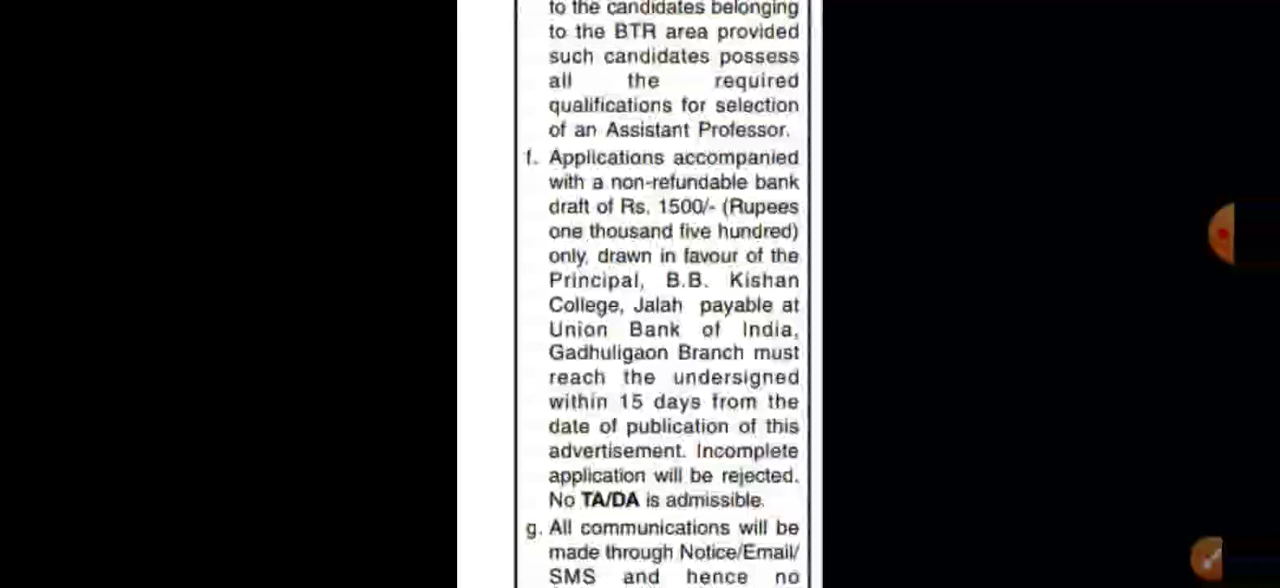 to the candidates belonging
to the BTR area provided
such candidates possess
all the required
qualifications for selection
of an Assistant Professor.
f. Applications accompanied
with a non-refundable bank
draft of Rs. 1500/- (Rupees
one thousand five hundred)
only, drawn in favour of the
Principal, B.B. Kishan
College, Jalah payable at
Union Bank of India,
Gadhuligaon Branch must
reach the undersigned
within 15 days from the
date of publication of this
advertisement. Incomplete
application will be rejected.
No TA/DA is admissible.
g. All communications will be
made through Notice/Email/
SMS and hence no